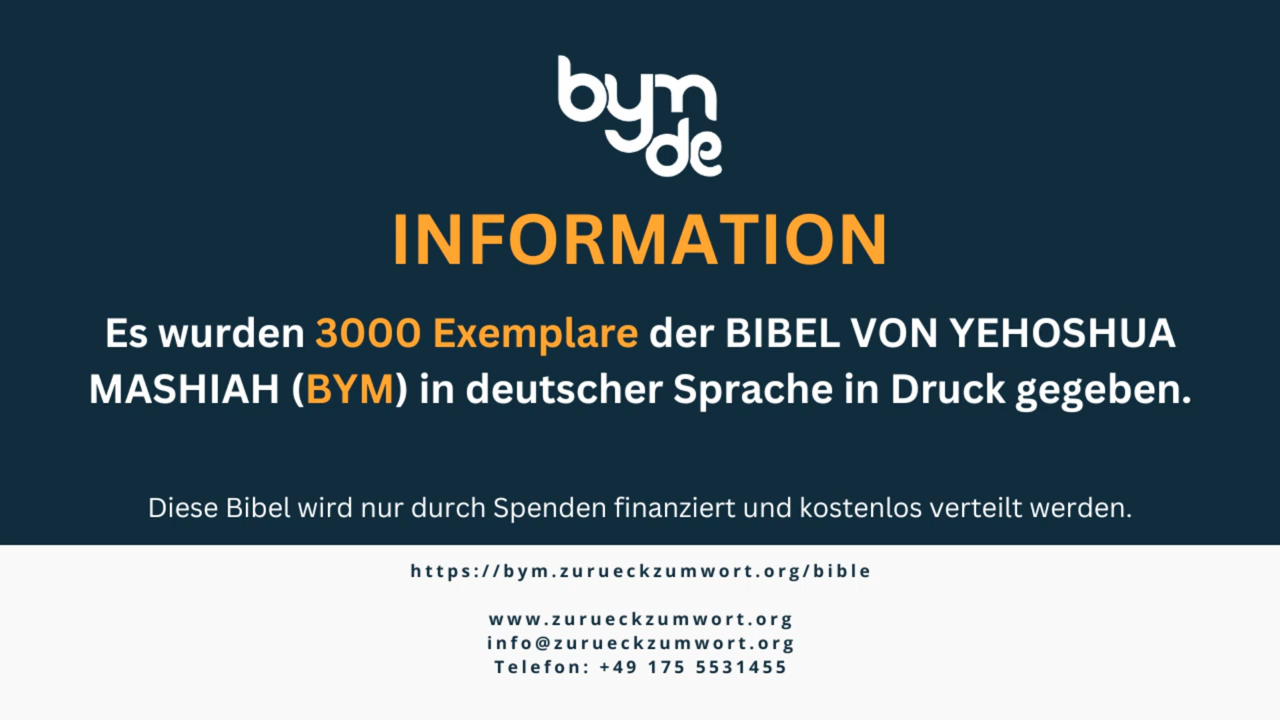 bym
de
INFORMATION
Es wurden 3000 Exemplare der BIBEL VON YEHOSHUA
MASHIAH (BYM) in deutscher Sprache in Druck gegeben.
Diese Bibel wird nur durch Spenden finanziert und kostenlos verteilt werden.
https://bym.zurueckzumwort.org/bible
www.zurueckzumwort.org
info@zurueckzumwort.org
Telefon: +49 175 5531455